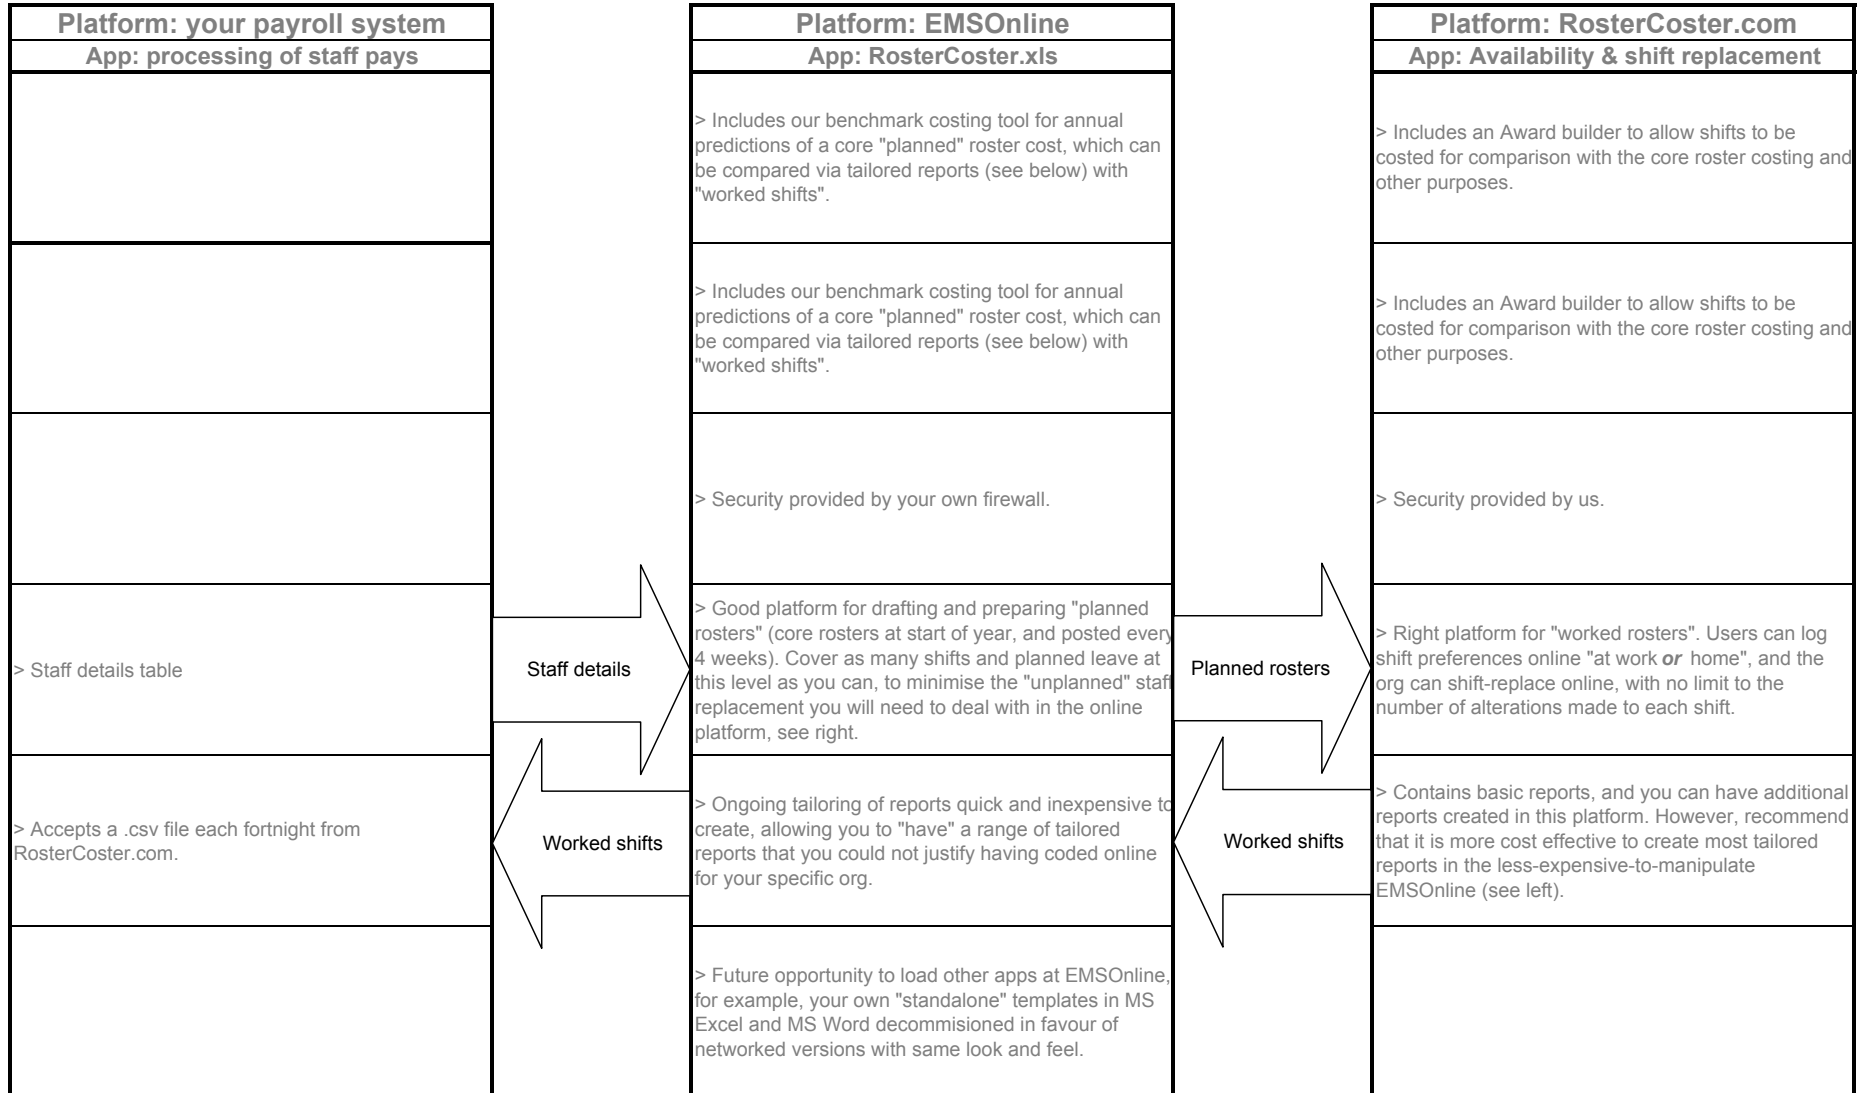 Platform: your payroll system
App: processing of staff pays
Platform: EMSOnline
App: RosterCoster.xls
Platform: RosterCoster.com
App: Availability & shift replacement
> Includes our benchmark costing tool for annual
predictions of a core "planned" roster cost, which can
be compared via tailored reports (see below) with
"worked shifts".
> Includes an Award builder to allow shifts to be
costed for comparison with the core roster costing and
other purposes.
> Includes our benchmark costing tool for annual
predictions of a core "planned" roster cost, which can
be compared via tailored reports (see below) with
"worked shifts".
> Includes an Award builder to allow shifts to be
costed for comparison with the core roster costing and
other purposes.
> Security provided by your own firewall.
> Security provided by us.
> Staff details table
Staff details
> Good platform for drafting and preparing "planned
rosters" (core rosters at start of year, and posted every
4 weeks). Cover as many shifts and planned leave at
this level as you can, to minimise the "unplanned" staff
replacement you will need to deal with in the online
platform, see right.
Planned rosters
> Right platform for "worked rosters". Users can log
shift preferences online "at work or home", and the
org can shift-replace online, with no limit to the
number of alterations made to each shift.
> Accepts a .csv file each fortnight from
RosterCoster.com.
Worked shifts
> Ongoing tailoring of reports quick and inexpensive to
create, allowing you to "have" a range of tailored
reports that you could not justify having coded online
for your specific org.
Worked shifts
> Contains basic reports, and you can have additional
reports created in this platform. However, recommend
that it is more cost effective to create most tailored
reports in the less-expensive-to-manipulate
EMSOnline (see left).
> Future opportunity to load other apps at EMSOnline,
for example, your own "standalone" templates in MS
Excel and MS Word decommisioned in favour of
networked versions with same look and feel.